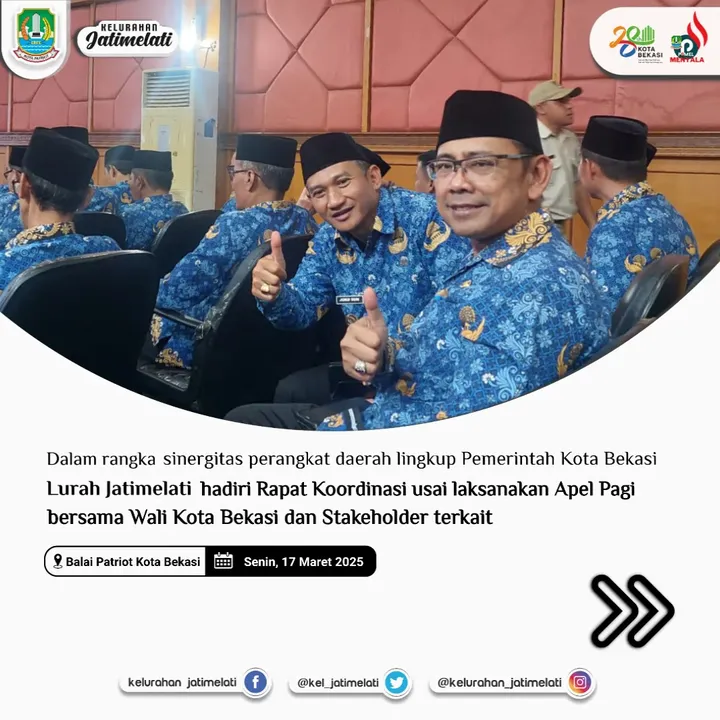 KELURAHAN
Jatimelati
28
KOTA
BEKASI
Dalam rangka sinergitas perangkat daerah lingkup Pemerintah Kota Bekasi
Lurah Jatimelati hadiri Rapat Koordinasi usai laksanakan Apel Pagi
bersama Wali Kota Bekasi dan Stakeholder terkait
Balai Patriot Kota Bekasi
Senin, 17 Maret 2025
kelurahan jatimelati
@kel_jatimelati
@kelurahan_jatimelati